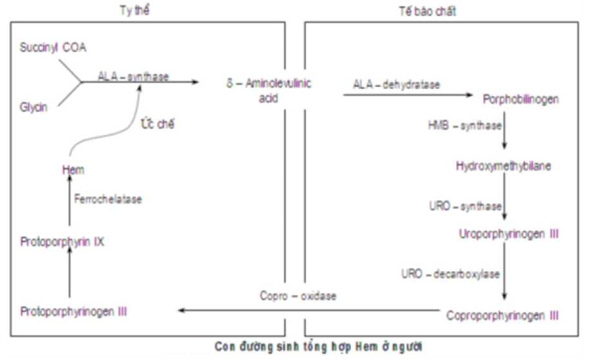 Ty thể
Tế bào chất
Succinyl COA
ALA – synthase
Glycin
Ức chế
Hem
Ferrochelatase
Protoporphyrin IX
Protoporphyrinogen III
δ – Aminolevulinic
acid
ALA – dehydratase
Porphobilinogen
HMB – synthase
Hydroxymethybilane
URO – synthase
Uroporphyrinogen III
URO – decarboxylase
Coproporphyrinogen III
Copro – oxidase
Con đường sinh tổng hợp Hem ở người